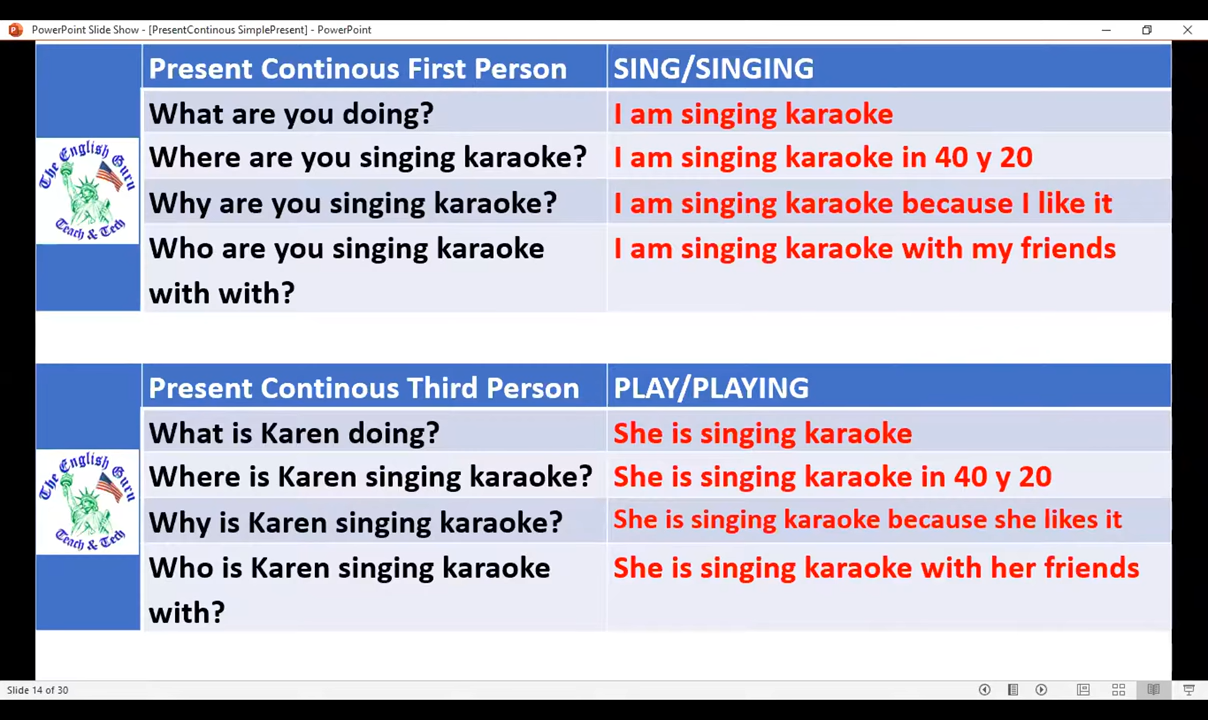 PowerPoint Slide Show - [PresentContinous SimplePresent] - PowerPoint
Present Continous First Person SING/SINGING
What are you doing? I am singing karaoke
Where are you singing karaoke? I am singing karaoke in 40 y 20
Why are you singing karaoke? I am singing karaoke because I like it
Who are you singing karaoke I am singing karaoke with my friends
with with?
The English Guru
Teach & Tech
Present Continous Third Person PLAY/PLAYING
What is Karen doing? She is singing karaoke
Where is Karen singing karaoke? She is singing karaoke in 40 y 20
Why is Karen singing karaoke? She is singing karaoke because she likes it
Who is Karen singing karaoke She is singing karaoke with her friends
with?
The English Guru
Teach & Tech
Slide 14 of 30